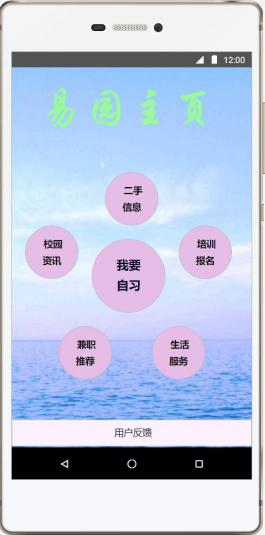 12:00
易园主页
二手
信息
校园
资讯
培训
报名
我要
自习
兼职
推荐
生活
服务
用户反馈